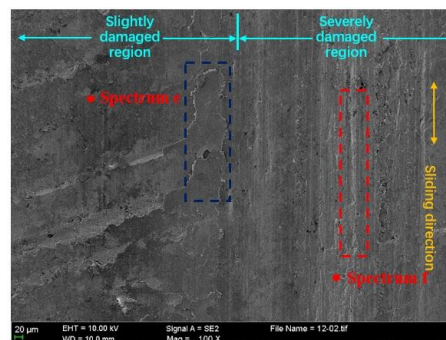 Slightly damaged region
Severely damaged region
Spectrum e
Sliding direction
Spectrum f
20 μm EHT = 10.00 kV Signal A = SE2 File Name = 12-02.tif
WD = 10.0 mm Mag = 100 X